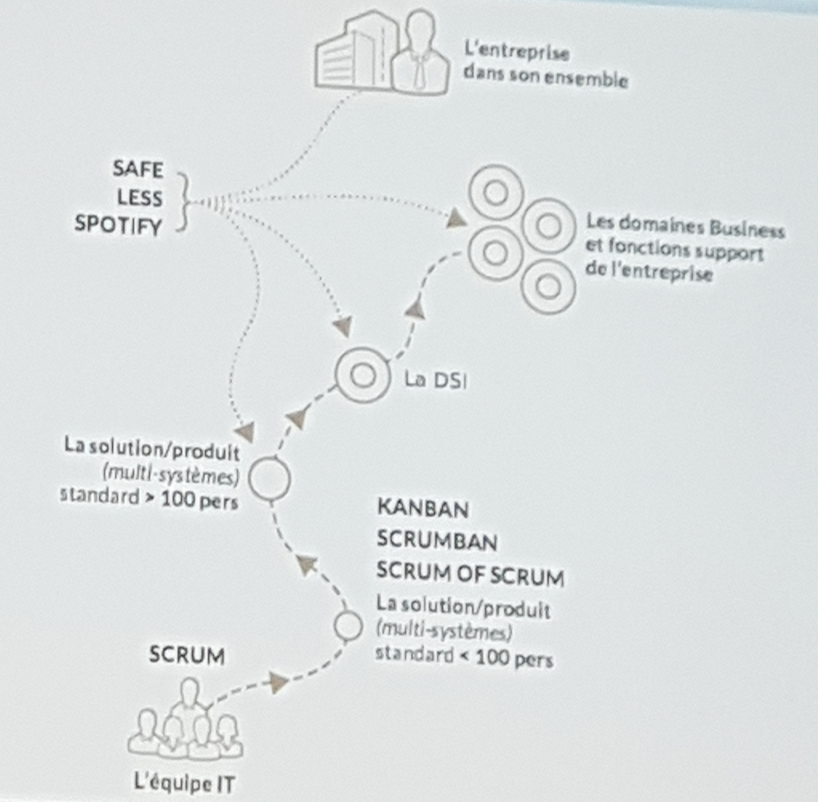 L'entreprise
dans son ensemble
SAFE
LESS
SPOTIFY
Les domaines Business
et fonctions support
de l'entreprise
La DSI
La solution/produit
(multi-systèmes)
standard > 100 pers
KANBAN
SCRUMBAN
SCRUM OF SCRUM
La solution/produit
(multi-systèmes)
standard < 100 pers
SCRUM
L'équipe IT